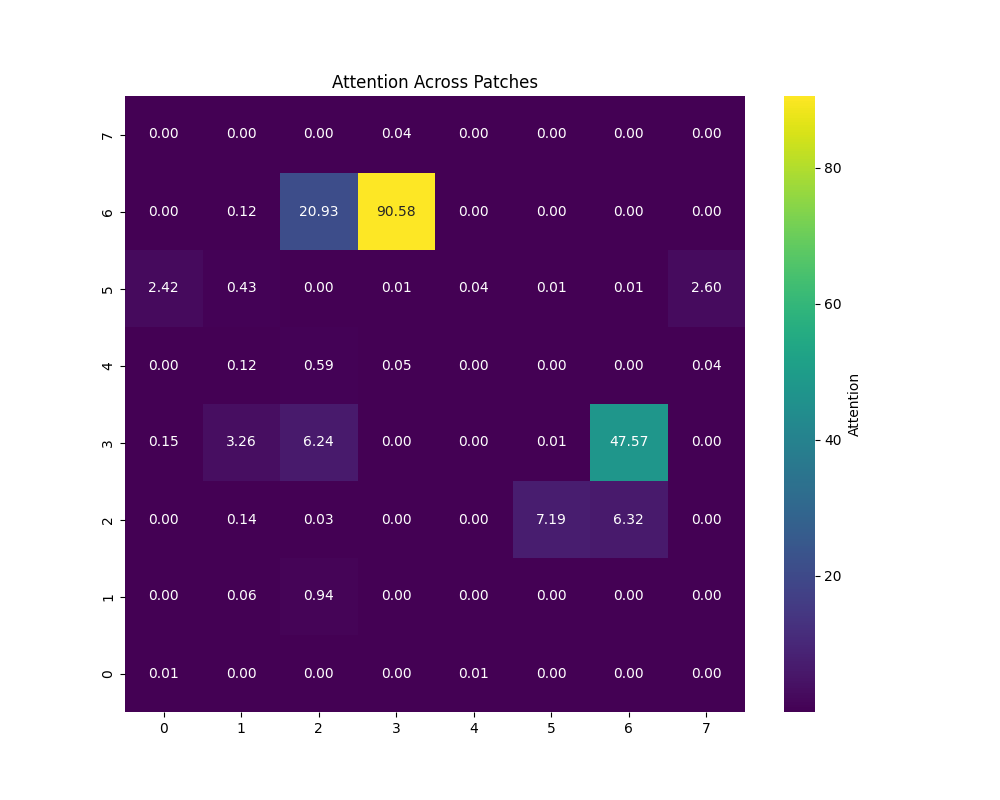 Attention Across Patches
7 0.00 0.00 0.00 0.04 0.00 0.00 0.00 0.00
6 0.00 0.12 20.93 90.58 0.00 0.00 0.00 0.00
5 2.42 0.43 0.00 0.01 0.04 0.01 0.01 2.60
4 0.00 0.12 0.59 0.05 0.00 0.00 0.00 0.04
3 0.15 3.26 6.24 0.00 0.00 0.01 47.57 0.00
2 0.00 0.14 0.03 0.00 0.00 7.19 6.32 0.00
1 0.00 0.06 0.94 0.00 0.00 0.00 0.00 0.00
0 0.01 0.00 0.00 0.00 0.01 0.00 0.00 0.00
0 1 2 3 4 5 6 7
80
60
40
20
Attention